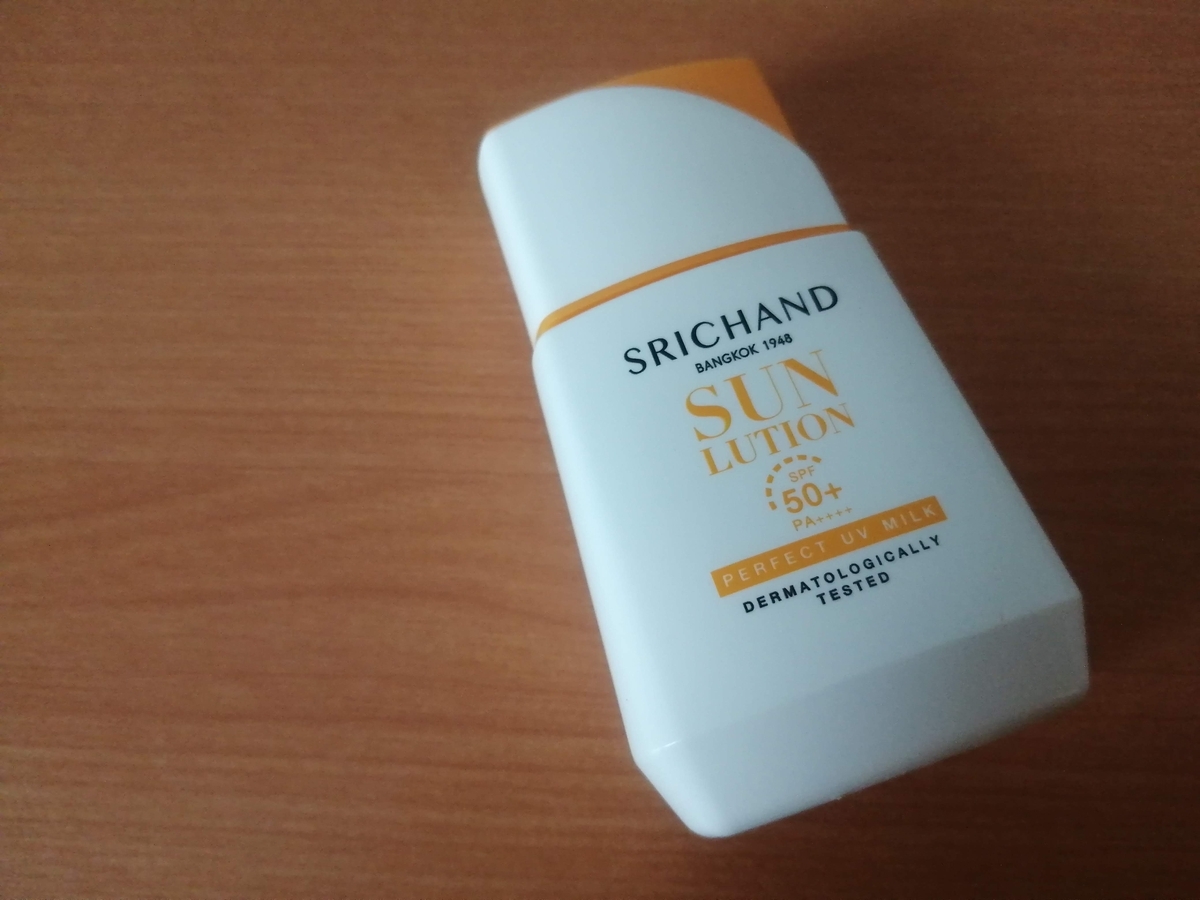 SRICHAND
BANGKOK 1948
SUN
LUTION
SPF
50+
PA++++
PERFECT UV MILK
DERMATOLOGICALLY
TESTED